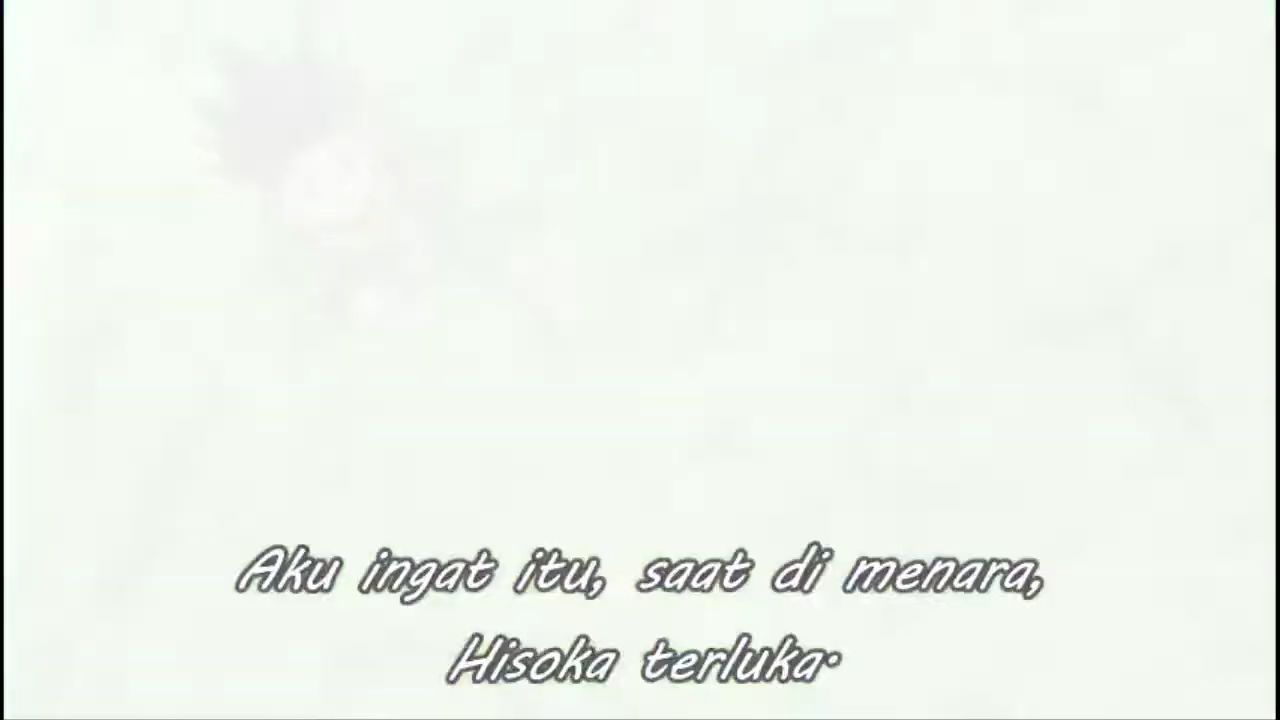 Aku ingat itu, saat di menara,
Hisoka terluka.